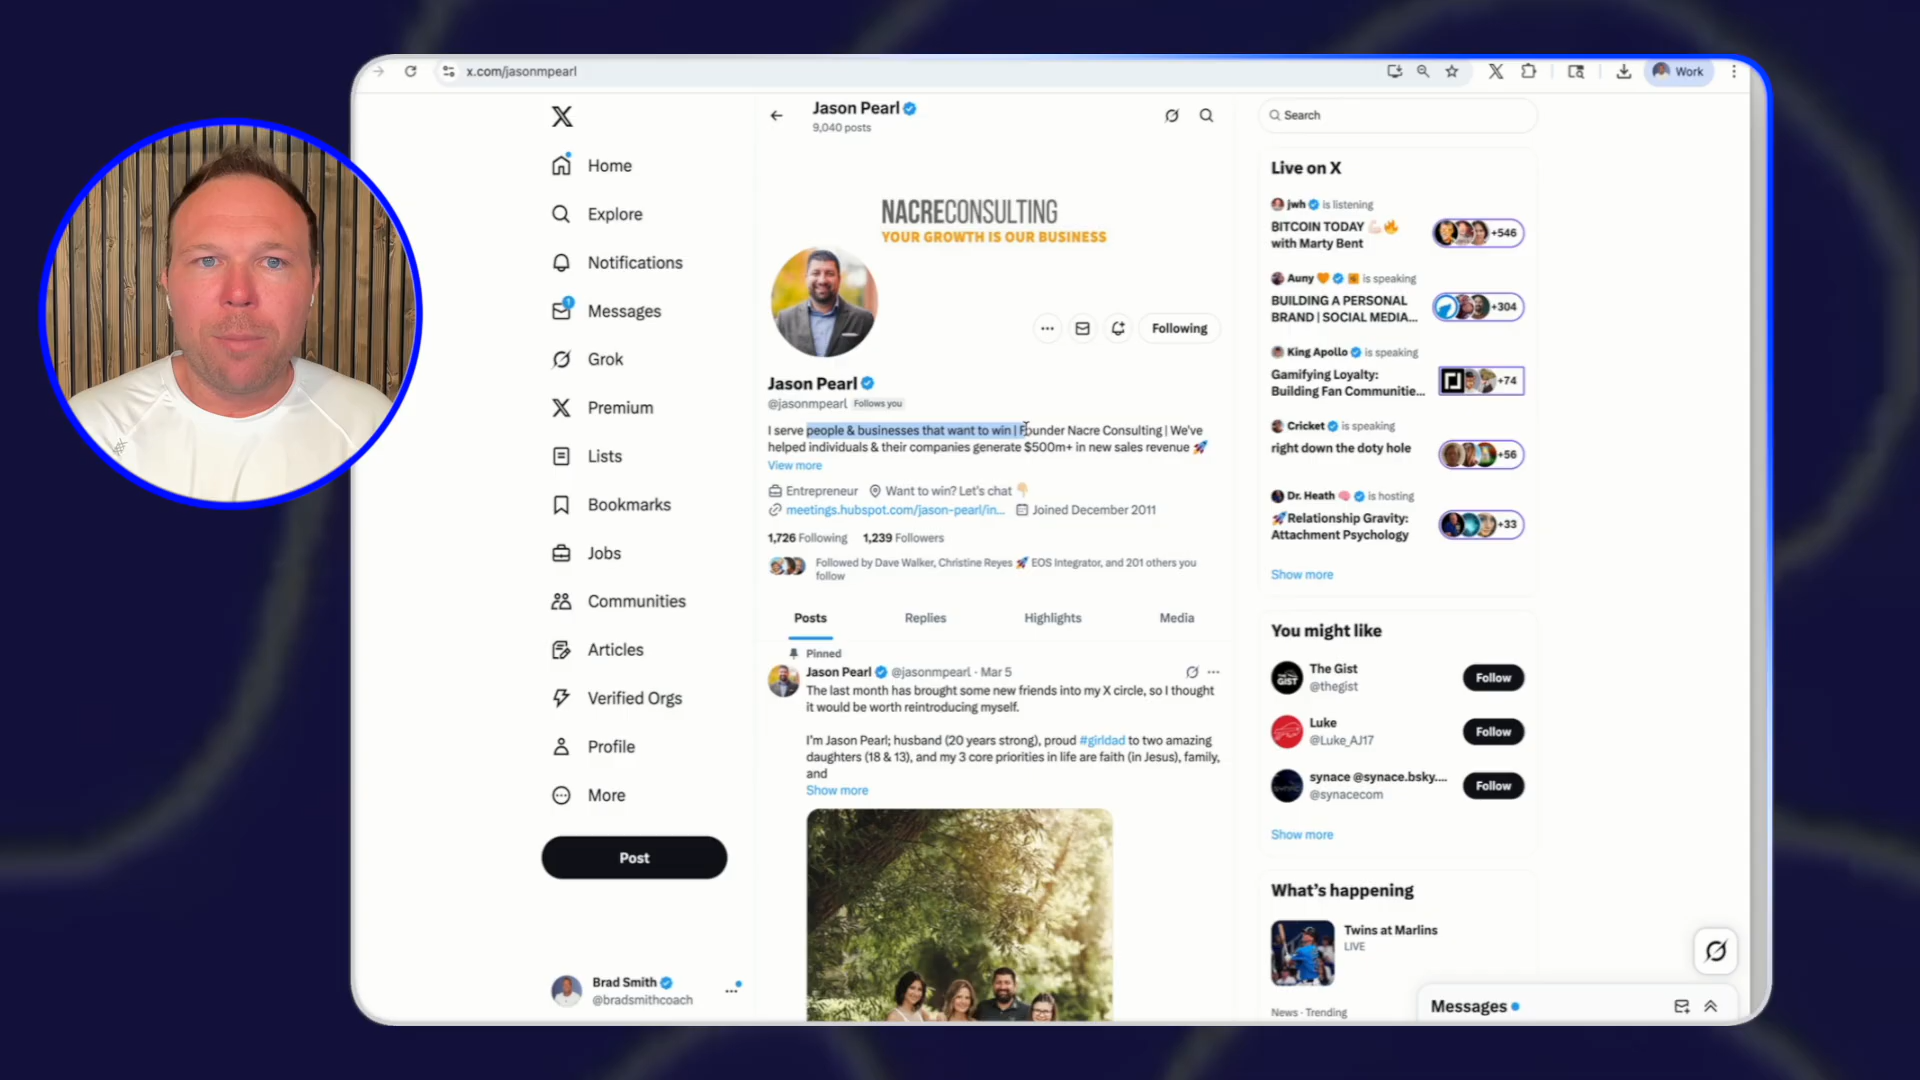 x.com/jasonmpearl
Work
Home
Explore
Notifications
1
Messages
Grok
Premium
Lists
Bookmarks
Jobs
Communities
Articles
Verified Orgs
Profile
More
Post
Brad Smith
@bradsmithcoach
Jason Pearl
9,040 posts
NACRECONSULTING
YOUR GROWTH IS OUR BUSINESS
Following
Jason Pearl
@jasonmpearl Follows you
I serve people & businesses that want to win | Founder Nacre Consulting | We've
helped individuals & their companies generate $500m+ in new sales revenue 🚀
View more
Entrepreneur Want to win? Let's chat 👇🏼
meetings.hubspot.com/jason-pearl/in... Joined December 2011
1,726 Following 1,239 Followers
Followed by Dave Walker, Christine Reyes 🚀 EOS Integrator, and 201 others you
follow
Posts Replies Highlights Media
Pinned
Jason Pearl @jasonmpearl · Mar 5
The last month has brought some new friends into my X circle, so I thought
it would be worth reintroducing myself.
I'm Jason Pearl; husband (20 years strong), proud #girldad to two amazing
daughters (18 & 13), and my 3 core priorities in life are faith (in Jesus), family,
and
Show more
Search
Live on X
jwh is listening
BITCOIN TODAY 💪🏻🔥
with Marty Bent
+546
Auny 🧡 is speaking
BUILDING A PERSONAL
BRAND | SOCIAL MEDIA...
+304
King Apollo is speaking
Gamifying Loyalty:
Building Fan Communitie...
+74
Cricket is speaking
right down the doty hole
+56
Dr. Heath 🧠 is hosting
🚀Relationship Gravity:
Attachment Psychology
+33
Show more
You might like
The Gist
@thegist
THE GIST
Follow
Luke
@Luke_AJ17
Follow
synace @synace.bsky....
@synacecom
Follow
Show more
What's happening
Twins at Marlins
LIVE
News · Trending
Messages